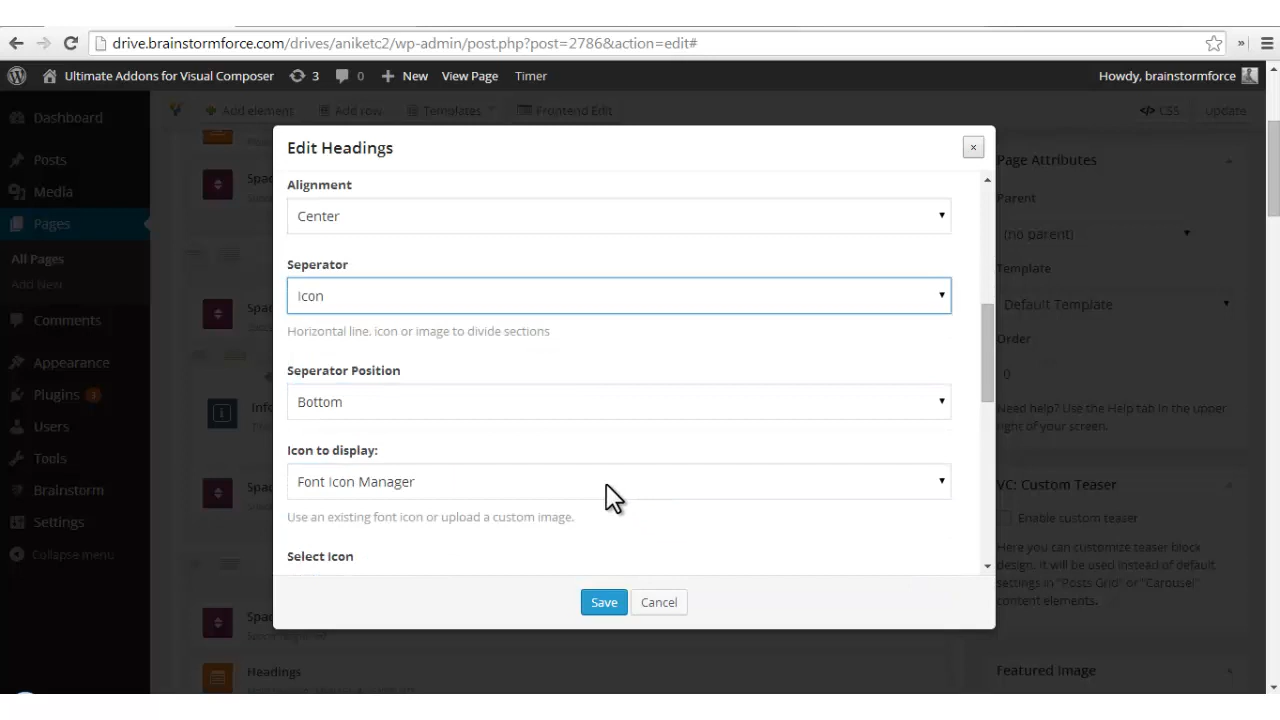 drive.brainstormforce.com/drives/aniketc2/wp-admin/post.php?post=2786&action=edit#
»
Ultimate Addons for Visual Composer 3 0 New View Page Timer Howdy, brainstormforce
Dashboard
Posts
Media
Pages
All Pages
Add New
Comments
Appearance
Plugins 3
Users
Tools
Brainstorm
Settings
Collapse menu
Add element Add row Templates Frontend Edit </> CSS Update
Spac
Spac
Info
Spac
Spac
Headings
Edit Headings
×
Alignment
Center
Seperator
Icon
Horizontal line. icon or image to divide sections
Seperator Position
Bottom
Icon to display:
Font Icon Manager
Use an existing font icon or upload a custom image.
Select Icon
Save Cancel
Page Attributes
Parent
(no parent)
Template
Default Template
Order
0
Need help? Use the Help tab in the upper
right of your screen.
VC: Custom Teaser
Enable custom teaser
Here you can customize teaser block
design. It will be used instead of default
settings in "Posts Grid" or "Carousel"
content elements.
Featured Image